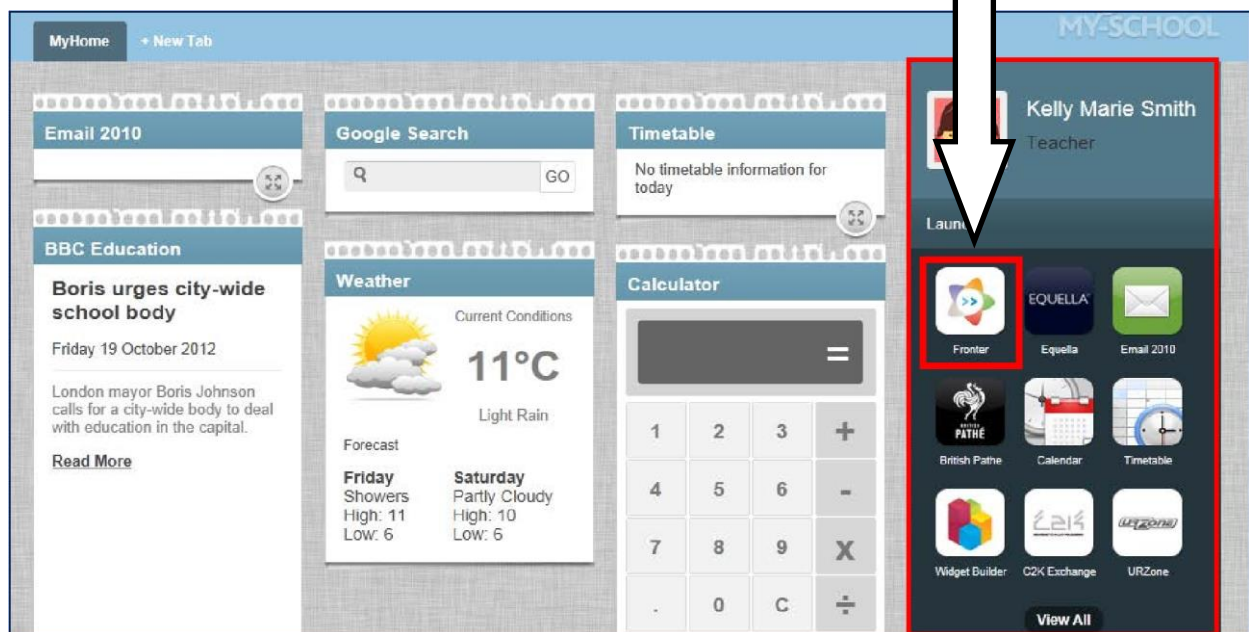 MyHome
+ New Tab
MY-SCHOOL
Email 2010
BBC Education
Boris urges city-wide
school body
Friday 19 October 2012
London mayor Boris Johnson
calls for a city-wide body to deal
with education in the capital.
Read More
Google Search
GO
Weather
Current Conditions
11°C
Light Rain
Forecast
Friday
Showers
High: 11
Low: 6
Saturday
Partly Cloudy
High: 10
Low: 6
Timetable
No timetable information for
today
Calculator
=
1 2 3 +
4 5 6 -
7 8 9 X
. 0 C ÷
Kelly Marie Smith
Teacher
>>
Fronter
EQUELLA
Equella
Email 2010
BRITISH
PATHÉ
British Pathe
Calendar
Timetable
Widget Builder
C2K Exchange
URZONE
URZone
View All